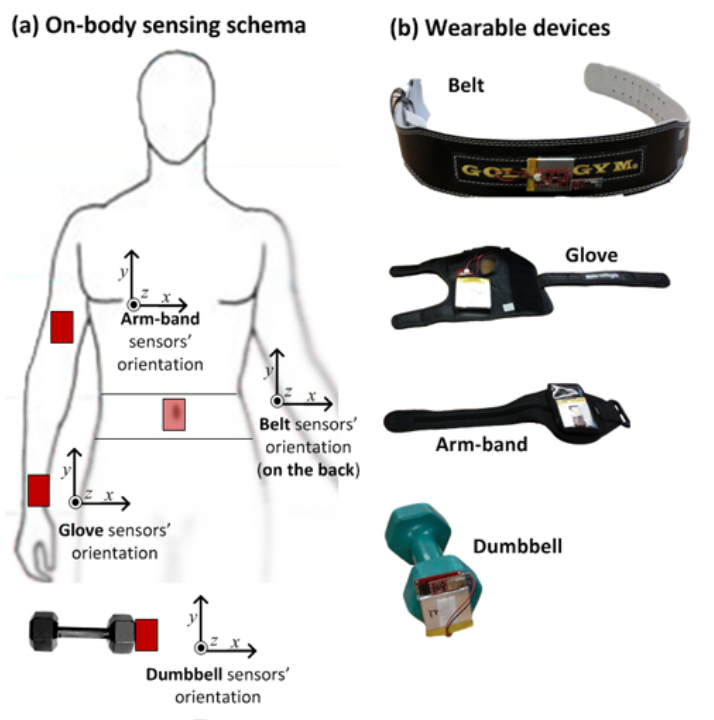 (a) On-body sensing schema
y
z x
Arm-band
sensors’
orientation
y
z x
Belt sensors’
orientation
(on the back)
y
z x
Glove sensors’
orientation
y
z x
Dumbbell sensors’
orientation
(b) Wearable devices
Belt
GYM®
Glove
Arm-band
Dumbbell